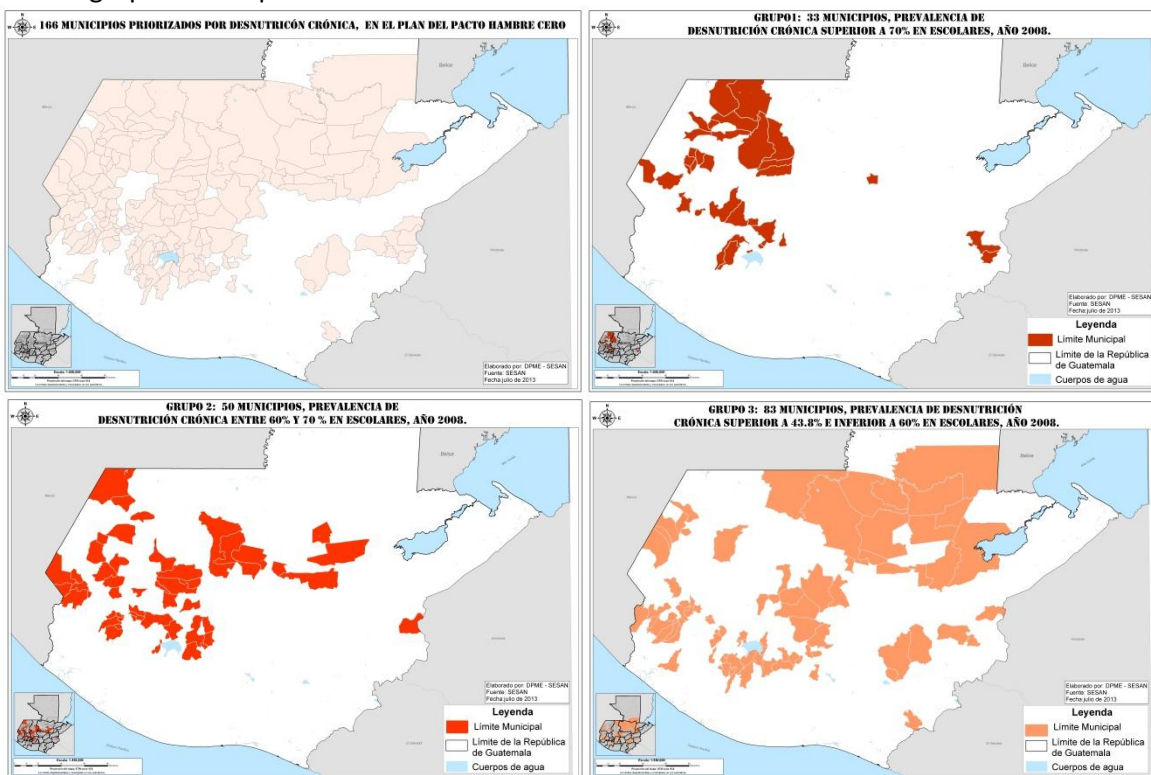 166 MUNICIPIOS PRIORIZADOS POR DESNUTRICIÓN CRÓNICA, EN EL PLAN DEL PACTO HAMBRE CERO
Belice
Elaborado por: DPME - SESAN
Fuente: SESAN
Fecha:julio de 2013
GRUPO1: 33 MUNICIPIOS, PREVALENCIA DE
DESNUTRICIÓN CRÓNICA SUPERIOR A 70% EN ESCOLARES, AÑO 2008.
Belice
Elaborado por: DPME - SESAN
Fuente: SESAN
Fecha:julio de 2013
Leyenda
Límite Municipal
Límite de la República
de Guatemala
Cuerpos de agua
GRUPO 2: 50 MUNICIPIOS, PREVALENCIA DE
DESNUTRICIÓN CRÓNICA ENTRE 60% Y 70 % EN ESCOLARES, AÑO 2008.
Belice
Elaborado por: DPME - SESAN
Fuente: SESAN
Fecha:julio de 2013
Leyenda
Límite Municipal
Límite de la República
de Guatemala
Cuerpos de agua
GRUPO 3: 83 MUNICIPIOS, PREVALENCIA DE DESNUTRICIÓN
CRÓNICA SUPERIOR A 43.8% E INFERIOR A 60% EN ESCOLARES, AÑO 2008.
Belice
Elaborado por: DPME - SESAN
Fuente: SESAN
Fecha:julio de 2013
Leyenda
Límite Municipal
Límite de la República
de Guatemala
Cuerpos de agua